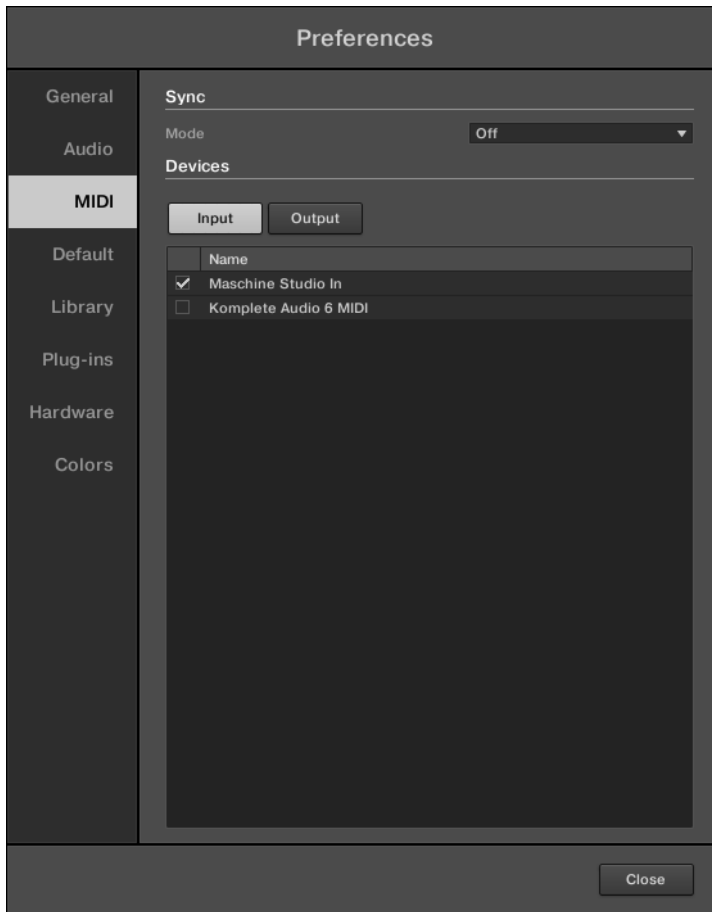 Preferences
General
Audio
MIDI
Default
Library
Plug-ins
Hardware
Colors
Sync
Mode Off
Devices
Input Output
Name
Maschine Studio In
Komplete Audio 6 MIDI
Close